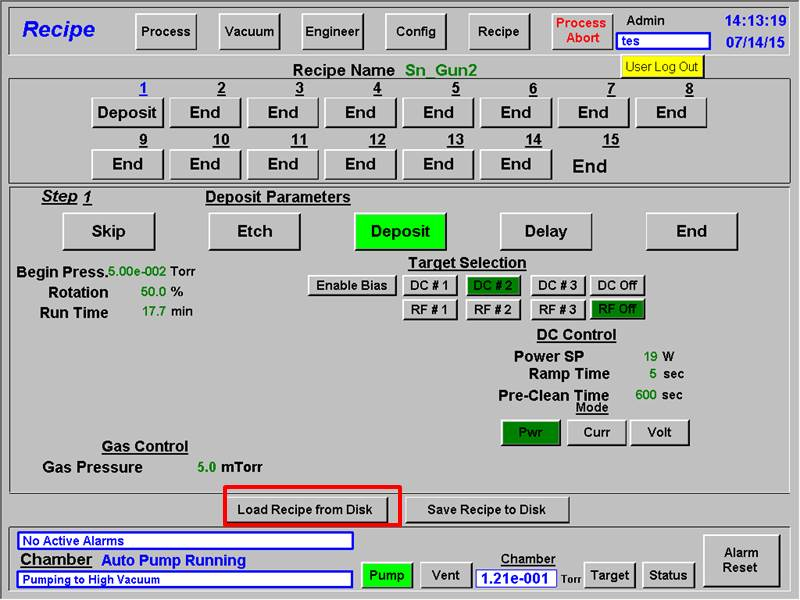 Recipe Process Vacuum Engineer Config Recipe Process Abort Admin 14:13:19
tes 07/14/15
User Log Out
Recipe Name Sn_Gun2
1 2 3 4 5 6 7 8
Deposit End End End End End End End
9 10 11 12 13 14 15
End End End End End End End
Step 1 Deposit Parameters
Skip Etch Deposit Delay End
Target Selection
Begin Press. 5.00e-002 Torr
Enable Bias DC # 1 DC # 2 DC # 3 DC Off
Rotation 50.0 %
RF # 1 RF # 2 RF # 3 RF Off
Run Time 17.7 min
DC Control
Power SP 19 W
Ramp Time 5 sec
Pre-Clean Time 600 sec
Mode
Pwr Curr Volt
Gas Control
Gas Pressure 5.0 mTorr
Load Recipe from Disk Save Recipe to Disk
No Active Alarms
Chamber Auto Pump Running
Pumping to High Vacuum
Pump Vent
Chamber
1.21e-001 Torr
Target Status
Alarm
Reset